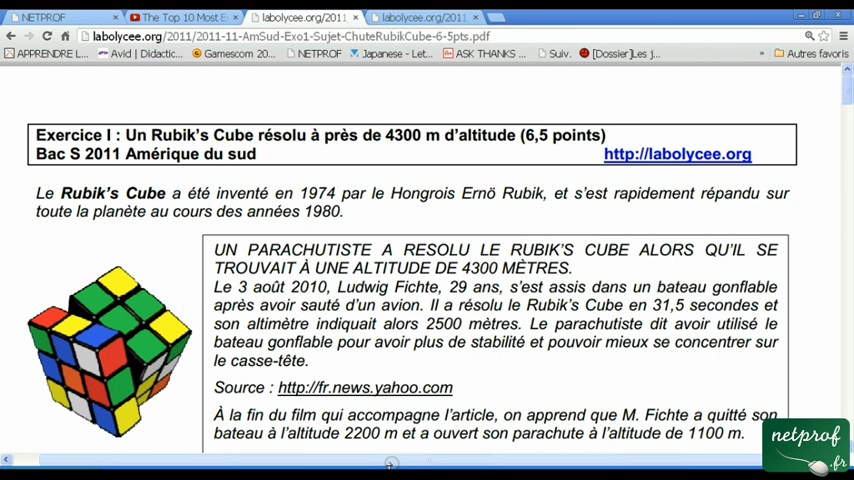 NETPROF
The Top 10 Most E
labolycee.org/2011
labolycee.org/2011
labolycee.org/2011/2011-11-AmSud-Exo1-Sujet-ChuteRubikCube-6-5pts.pdf
APPRENDRE L... Avid | Didactic... Gamescom 20... NETPROF Japanese - Let... ASK THANKS ... Suiv. [Dossier]Les j... » Autres favoris
Exercice I : Un Rubik's Cube résolu à près de 4300 m d'altitude (6,5 points)
Bac S 2011 Amérique du sud http://labolycee.org
Le Rubik's Cube a été inventé en 1974 par le Hongrois Ernö Rubik, et s'est rapidement répandu sur
toute la planète au cours des années 1980.
UN PARACHUTISTE A RESOLU LE RUBIK'S CUBE ALORS QU'IL SE
TROUVAIT À UNE ALTITUDE DE 4300 MÈTRES.
Le 3 août 2010, Ludwig Fichte, 29 ans, s'est assis dans un bateau gonflable
après avoir sauté d'un avion. Il a résolu le Rubik's Cube en 31,5 secondes et
son altimètre indiquait alors 2500 mètres. Le parachutiste dit avoir utilisé le
bateau gonflable pour avoir plus de stabilité et pouvoir mieux se concentrer sur
le casse-tête.
Source : http://fr.news.yahoo.com
À la fin du film qui accompagne l'article, on apprend que M. Fichte a quitté son
bateau à l'altitude 2200 m et a ouvert son parachute à l'altitude de 1100 m.
netprof
.fr